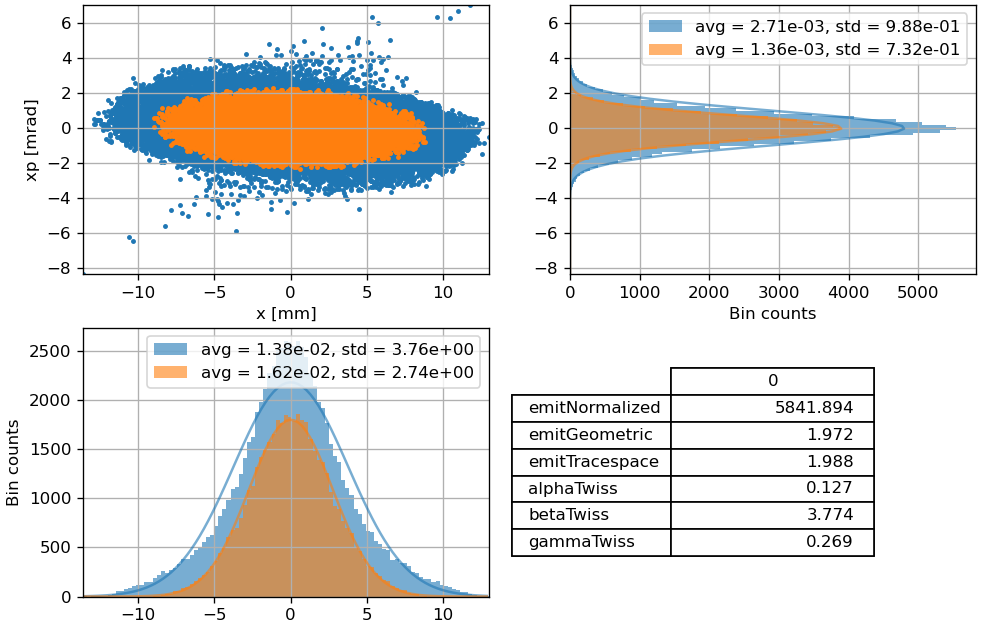 6
4
2
0
−2
−4
−6
−8
xp [mrad]
−10 −5 0 5 10
x [mm]
avg = 2.71e-03, std = 9.88e-01
avg = 1.36e-03, std = 7.32e-01
6
4
2
0
−2
−4
−6
−8
0 1000 2000 3000 4000 5000
Bin counts
avg = 1.38e-02, std = 3.76e+00
avg = 1.62e-02, std = 2.74e+00
2500
2000
1500
1000
500
0
Bin counts
−10 −5 0 5 10
0
emitNormalized 5841.894
emitGeometric 1.972
emitTracespace 1.988
alphaTwiss 0.127
betaTwiss 3.774
gammaTwiss 0.269